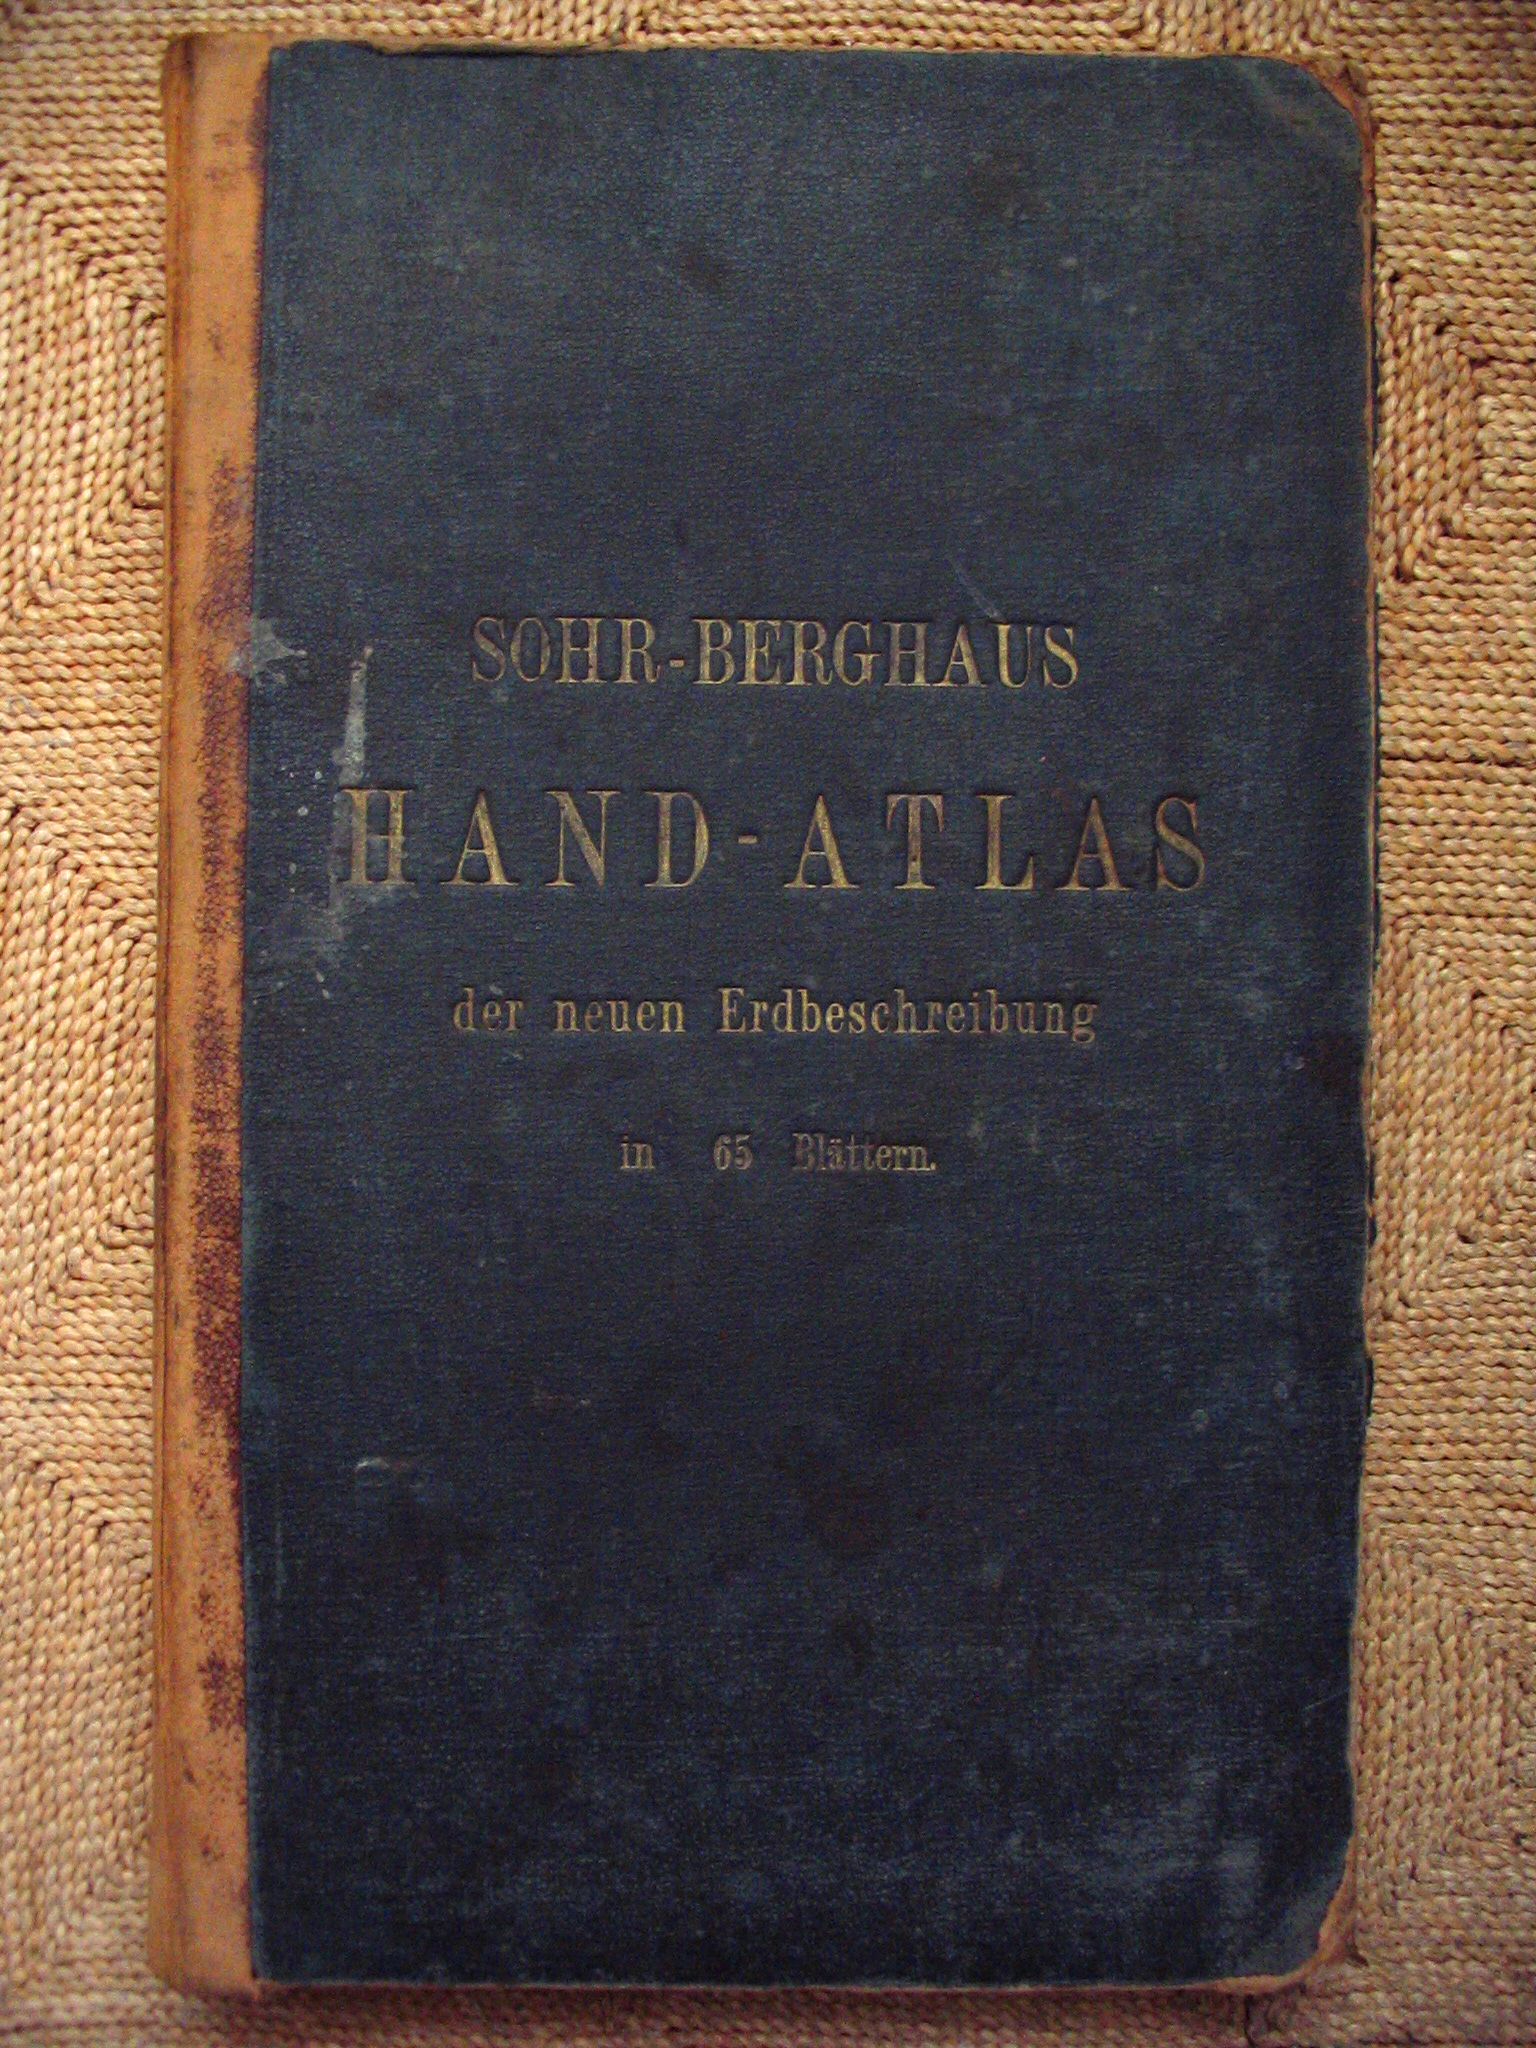 SOHR-BERGHAUS
HAND-ATLAS
der neuen Erdbeschreibung
in 65 Blättern.